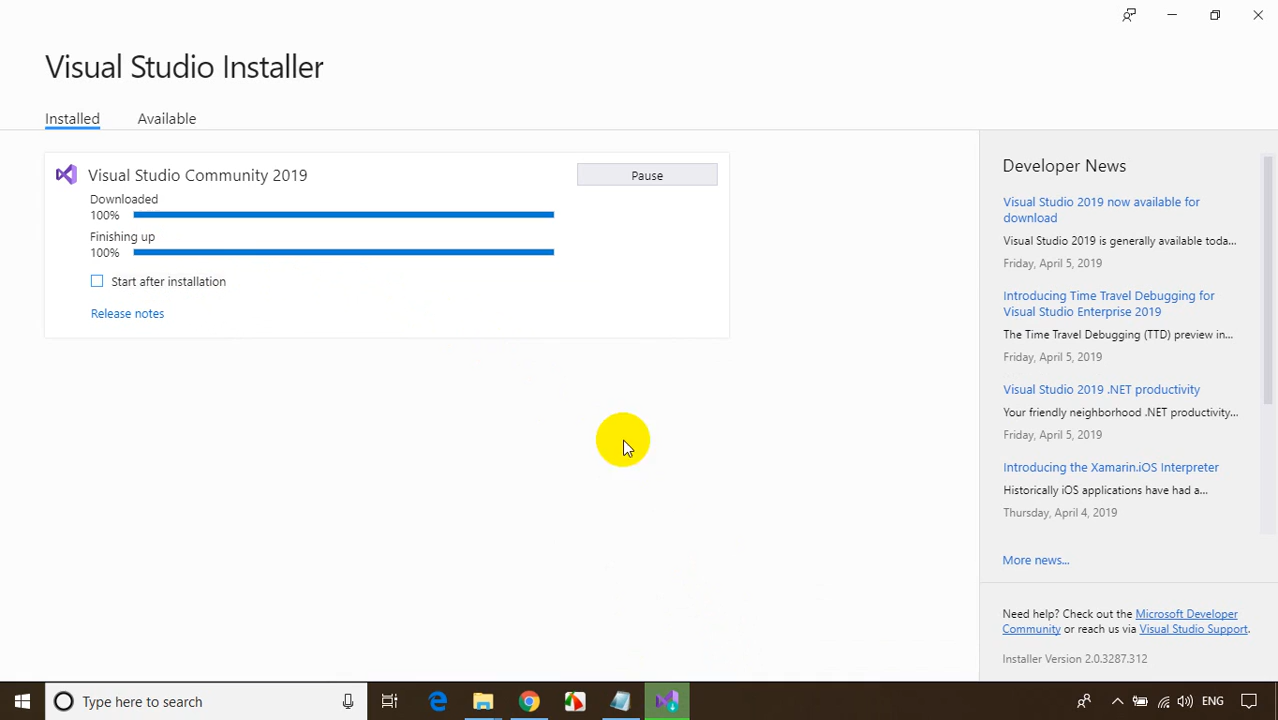 Visual Studio Installer
Installed
Available
Visual Studio Community 2019
Pause
Downloaded
100%
Finishing up
100%
Start after installation
Release notes
Developer News
Visual Studio 2019 now available for
download
Visual Studio 2019 is generally available toda...
Friday, April 5, 2019
Introducing Time Travel Debugging for
Visual Studio Enterprise 2019
The Time Travel Debugging (TTD) preview in...
Friday, April 5, 2019
Visual Studio 2019 .NET productivity
Your friendly neighborhood .NET productivity...
Friday, April 5, 2019
Introducing the Xamarin.iOS Interpreter
Historically iOS applications have had a...
Thursday, April 4, 2019
More news...
Need help? Check out the Microsoft Developer
Community or reach us via Visual Studio Support.
Installer Version 2.0.3287.312
Type here to search
ENG